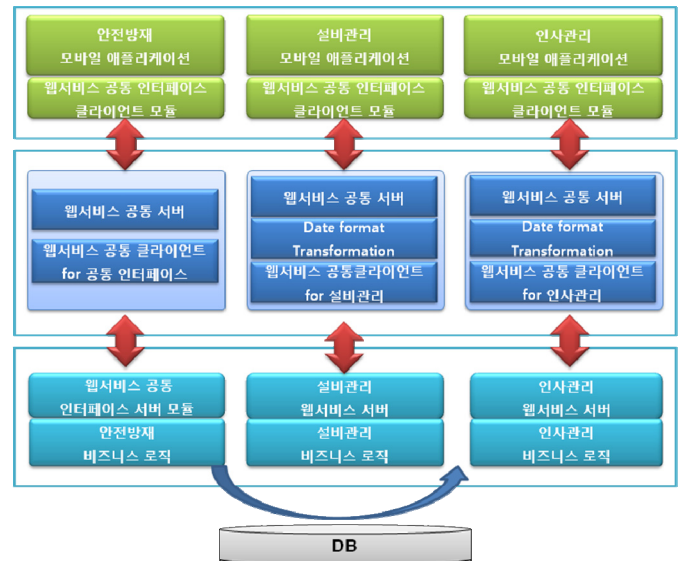 안전방재
모바일 애플리케이션
웹서비스 공통 인터페이스
클라이언트 모듈
설비관리
모바일 애플리케이션
웹서비스 공통 인터페이스
클라이언트 모듈
인사관리
모바일 애플리케이션
웹서비스 공통 인터페이스
클라이언트 모듈
웹서비스 공통 서버
웹서비스 공통 클라이언트
for 공통 인터페이스
웹서비스 공통 서버
Date format
Transformation
웹서비스 공통클라이언트
for 설비관리
웹서비스 공통 서버
Date format
Transformation
웹서비스 공통 클라이언트
for 인사관리
웹서비스 공통
인터페이스 서버 모듈
안전방재
비즈니스 로직
설비관리
웹서비스 서버
설비관리
비즈니스 로직
인사관리
웹서비스 서버
인사관리
비즈니스 로직
DB